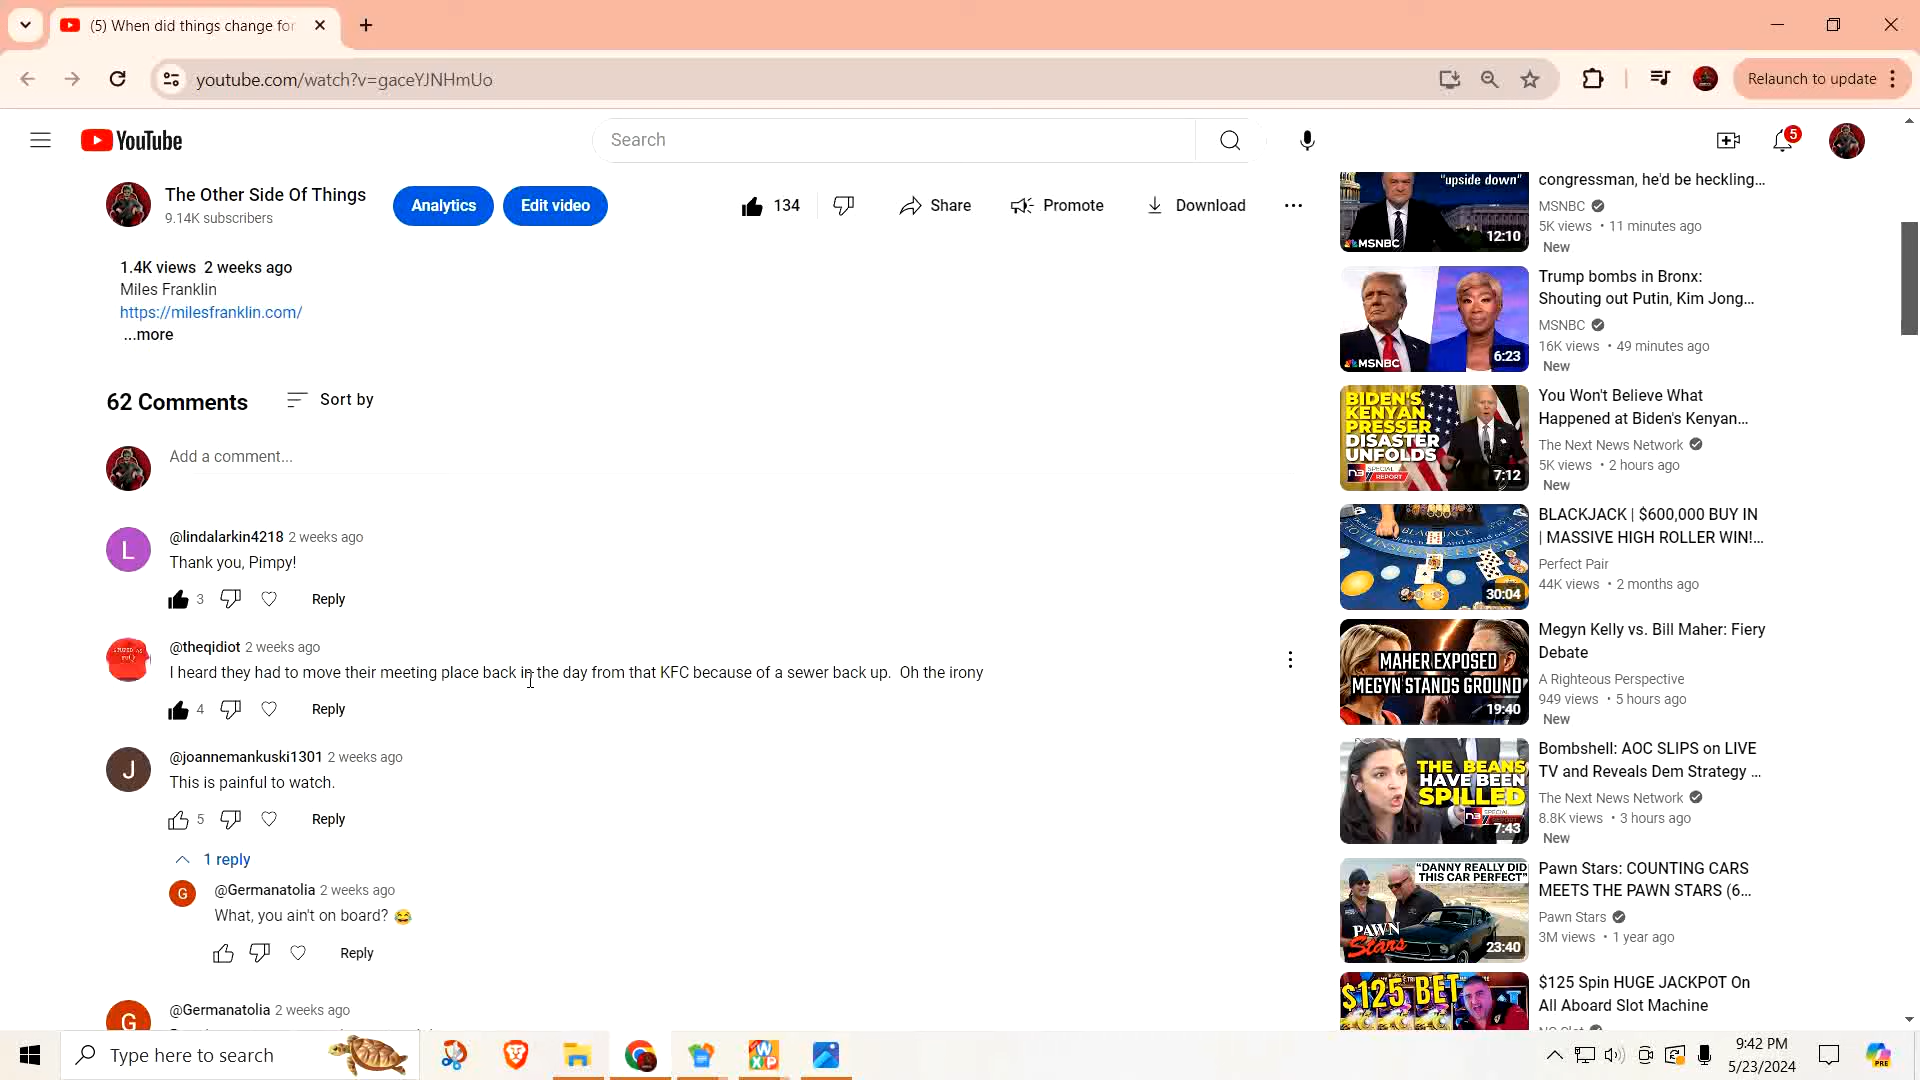 (5) When did things change for
youtube.com/watch?v=gaceYJNHmUo
Relaunch to update
YouTube
Search
5
The Other Side Of Things
9.14K subscribers
Analytics
Edit video
134
Share
Promote
Download
1.4K views 2 weeks ago
Miles Franklin
https://milesfranklin.com/
...more
62 Comments
Sort by
Add a comment...
L
@lindalarkin4218 2 weeks ago
Thank you, Pimpy!
3
Reply
@theqidiot 2 weeks ago
I heard they had to move their meeting place back in the day from that KFC because of a sewer back up. Oh the irony
4
Reply
J
@joannemankuski1301 2 weeks ago
This is painful to watch.
5
Reply
1 reply
G
@Germanatolia 2 weeks ago
What, you ain't on board? 😂
Reply
G
@Germanatolia 2 weeks ago
"upside down"
MSNBC
12:10
congressman, he'd be heckling...
MSNBC
5K views • 11 minutes ago
New
MSNBC
6:23
Trump bombs in Bronx:
Shouting out Putin, Kim Jong...
MSNBC
16K views • 49 minutes ago
New
BIDEN'S
KENYAN
PRESSER
DISASTER
UNFOLDS
n3 SPECIAL REPORT
7:12
You Won't Believe What
Happened at Biden's Kenyan...
The Next News Network
5K views • 2 hours ago
New
30:04
BLACKJACK | $600,000 BUY IN
| MASSIVE HIGH ROLLER WIN!...
Perfect Pair
44K views • 2 months ago
MAHER EXPOSED
MEGYN STANDS GROUND
19:40
Megyn Kelly vs. Bill Maher: Fiery
Debate
A Righteous Perspective
949 views • 5 hours ago
New
THE BEANS
HAVE BEEN
SPILLED
7:43
Bombshell: AOC SLIPS on LIVE
TV and Reveals Dem Strategy ...
The Next News Network
8.8K views • 3 hours ago
New
"DANNY REALLY DID
THIS CAR PERFECT"
PAWN
Stars
23:40
Pawn Stars: COUNTING CARS
MEETS THE PAWN STARS (6...
Pawn Stars
3M views • 1 year ago
$125 BET
$125 Spin HUGE JACKPOT On
All Aboard Slot Machine
Type here to search
9:42 PM
5/23/2024
PRE